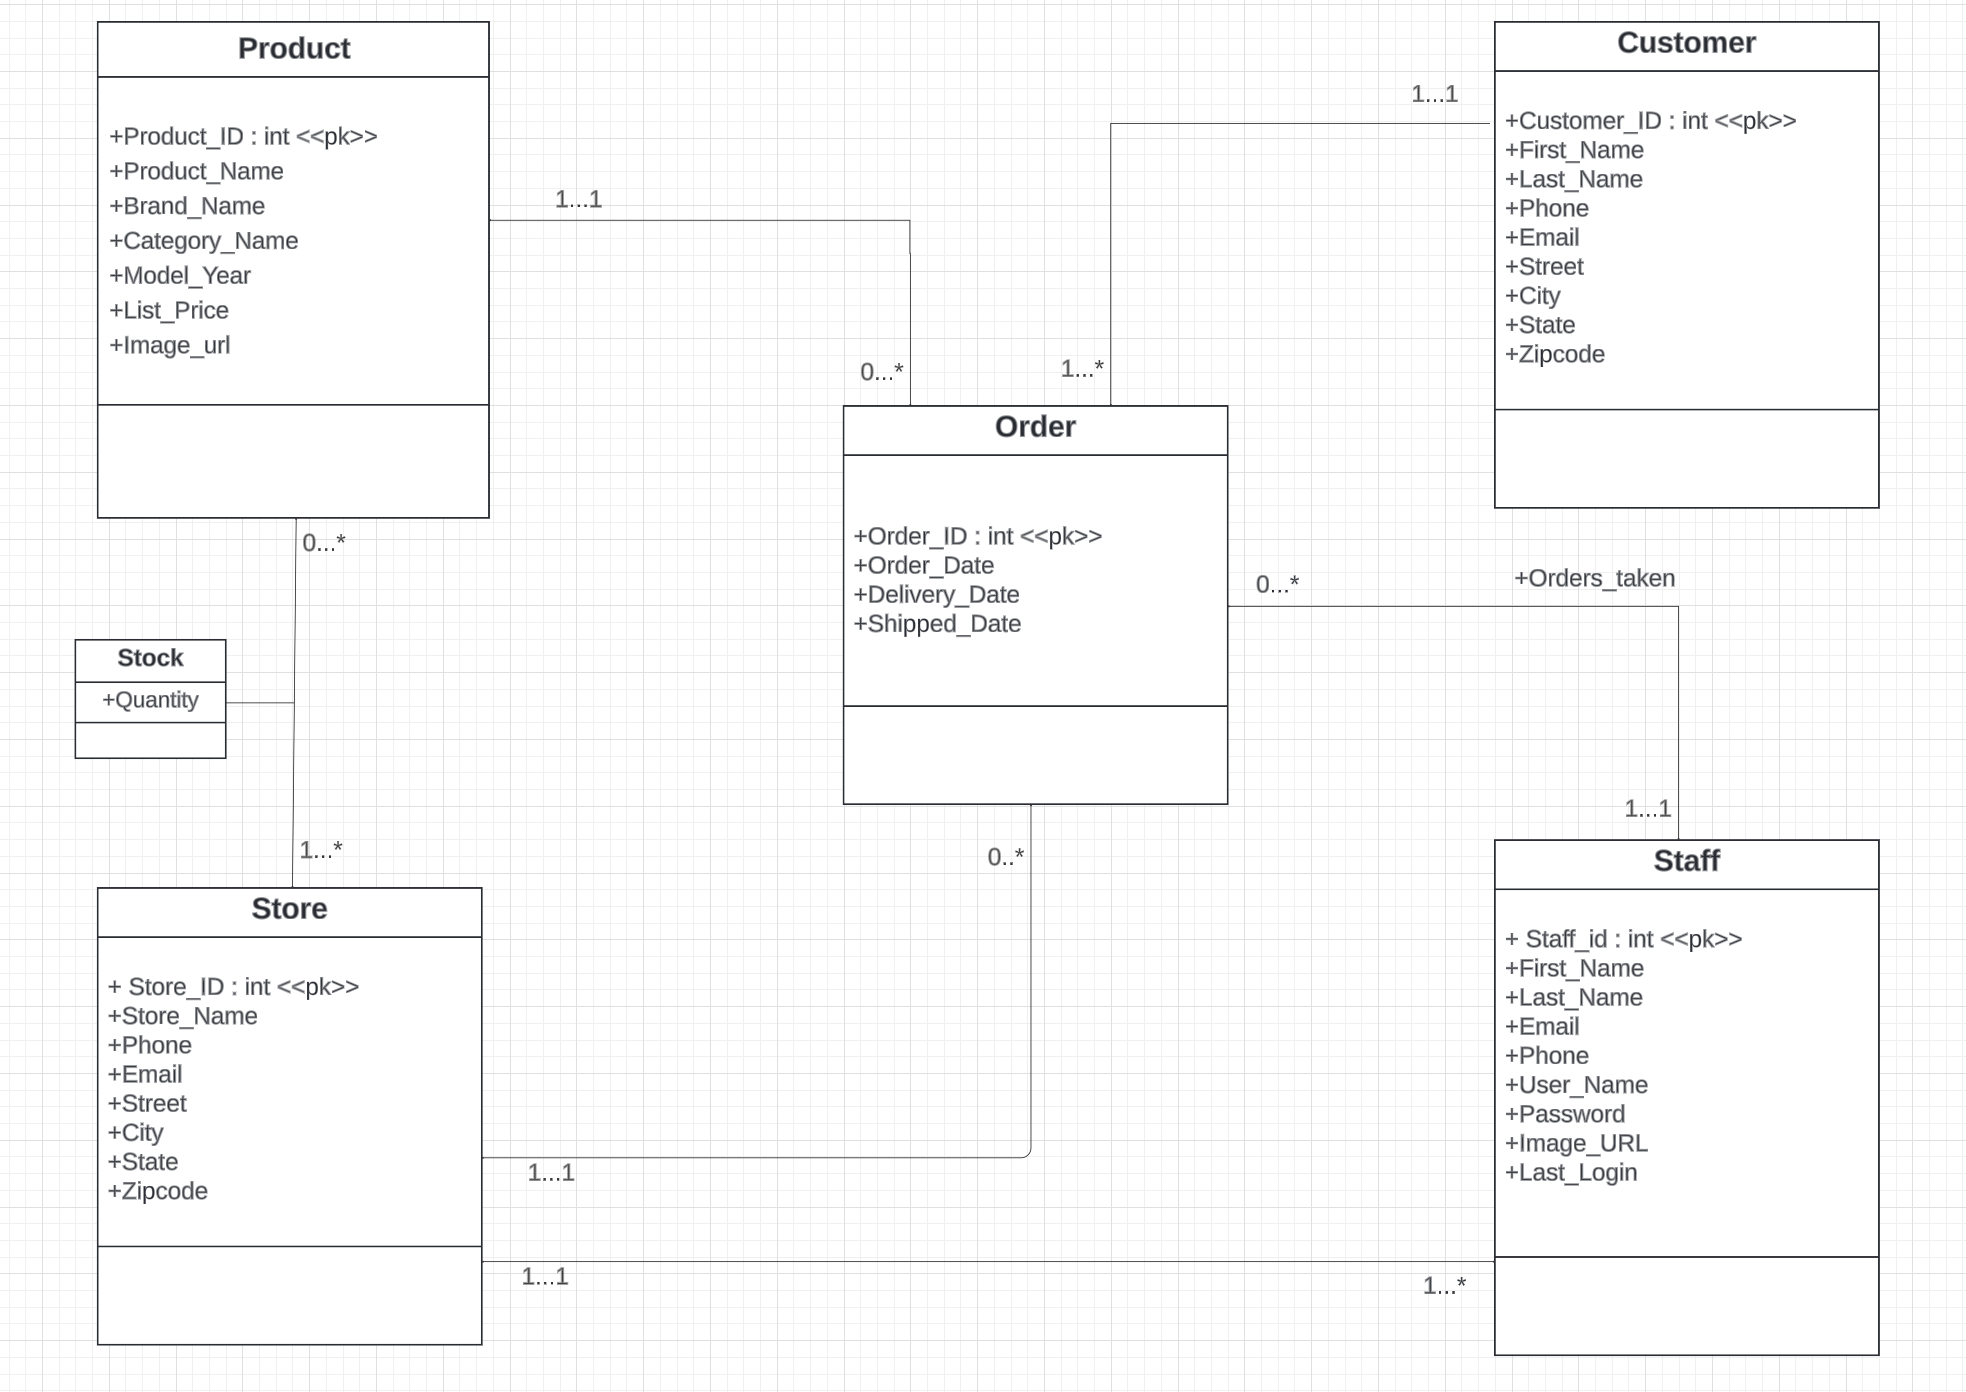 Product
+Product_ID : int <<pk>>
+Product_Name
+Brand_Name
+Category_Name
+Model_Year
+List_Price
+Image_url
Customer
+Customer_ID : int <<pk>>
+First_Name
+Last_Name
+Phone
+Email
+Street
+City
+State
+Zipcode
1...1
1...1
0...*
1...*
Order
+Order_ID : int <<pk>>
+Order_Date
+Delivery_Date
+Shipped_Date
0...*
+Orders_taken
0...*
Stock
+Quantity
1...*
0..*
1...1
Store
+ Store_ID : int <<pk>>
+Store_Name
+Phone
+Email
+Street
+City
+State
+Zipcode
Staff
+ Staff_id : int <<pk>>
+First_Name
+Last_Name
+Email
+Phone
+User_Name
+Password
+Image_URL
+Last_Login
1...1
1...1
1...*